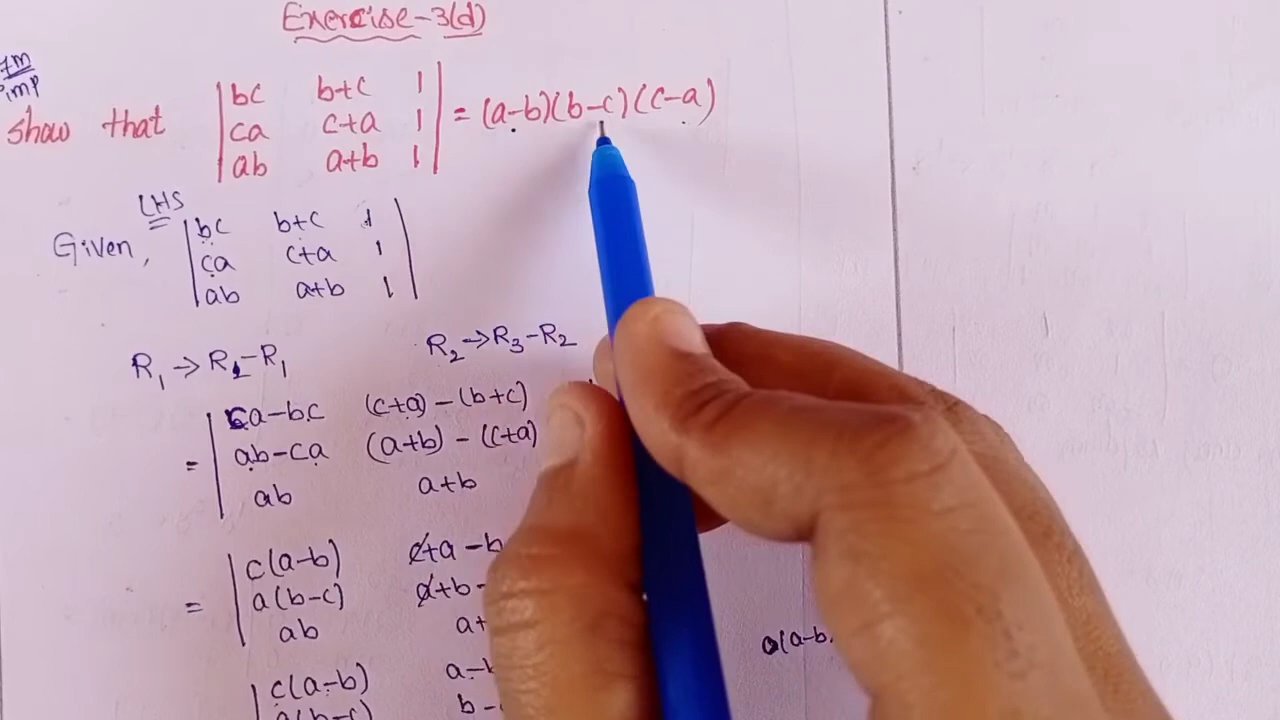 Exercise-3(d)
7m
imp
show that | bc b+c 1 | = (a-b)(b-c)(c-a)
| ca c+a 1 |
| ab a+b 1 |
LHS
Given, | bc b+c 1 |
| ca c+a 1 |
| ab a+b 1 |
R₁→R₂-R₁ R₂→R₃-R₂
= | ca-bc (c+a)-(b+c)
| ab-ca (a+b)-(c+a)
| ab a+b
= | c(a-b) c+a-b
| a(b-c) a+b-
| ab a+
a(a-b
| c(a-b) a-b
| a(b-c) b-